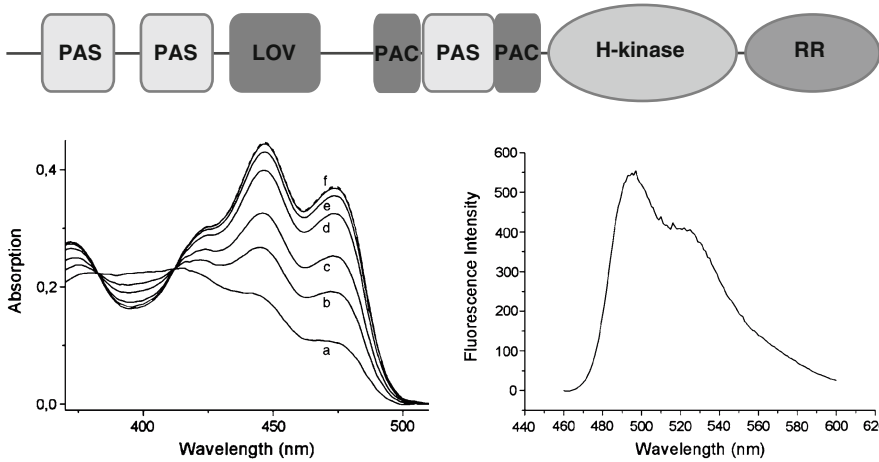 PAS PAS LOV PAC PAS PAC H-kinase RR
0,4
0,2
0,0
Absorption
f
e
d
c
b
a
400 450 500
Wavelength (nm)
600
500
400
300
200
100
0
Fluorescence Intensity
440 460 480 500 520 540 560 580 600 620
Wavelength (nm)